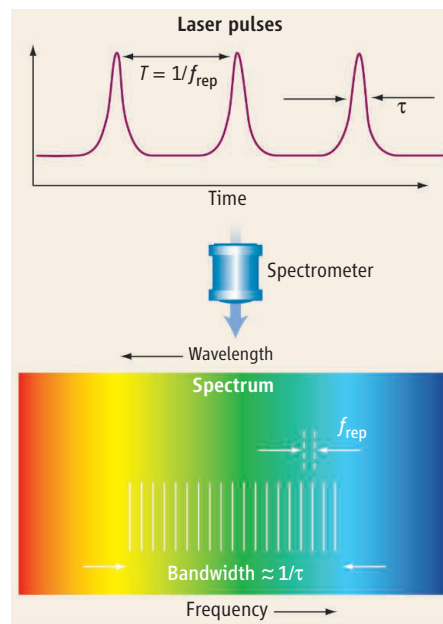 Laser pulses
T = 1/f_rep
τ
Time
Spectrometer
Wavelength
Spectrum
f_rep
Bandwidth ≈ 1/τ
Frequency